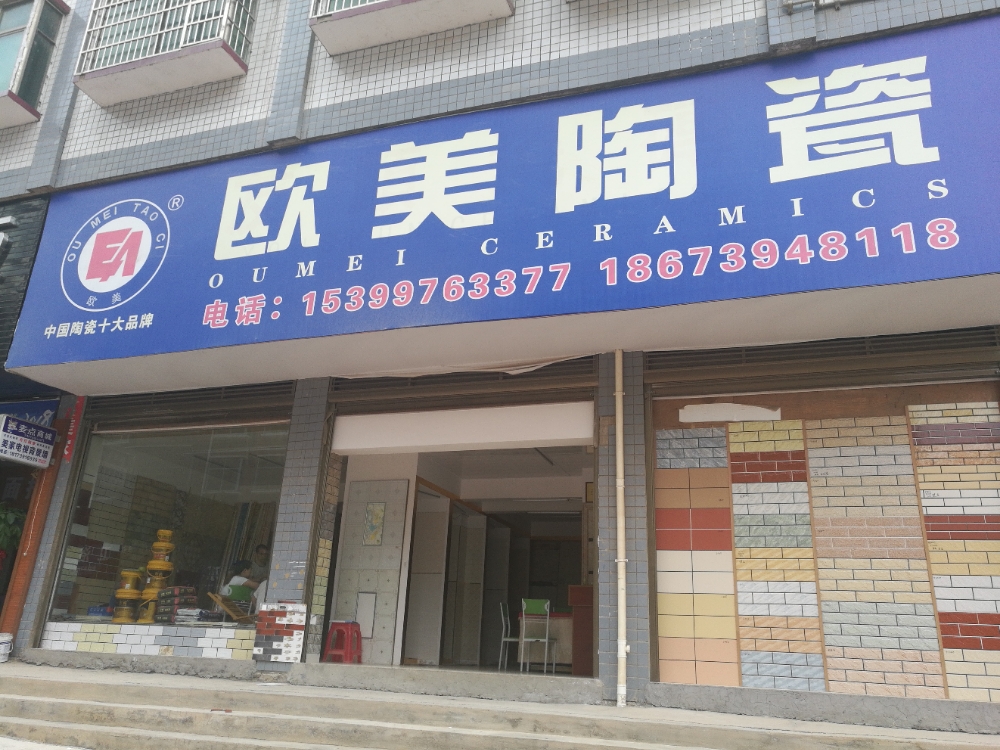 欧美陶瓷
OUMEI CERAMICS
电话：15399763377 18673948118
OU MEI TAO CI
®
EA
欧美
中国陶瓷十大品牌